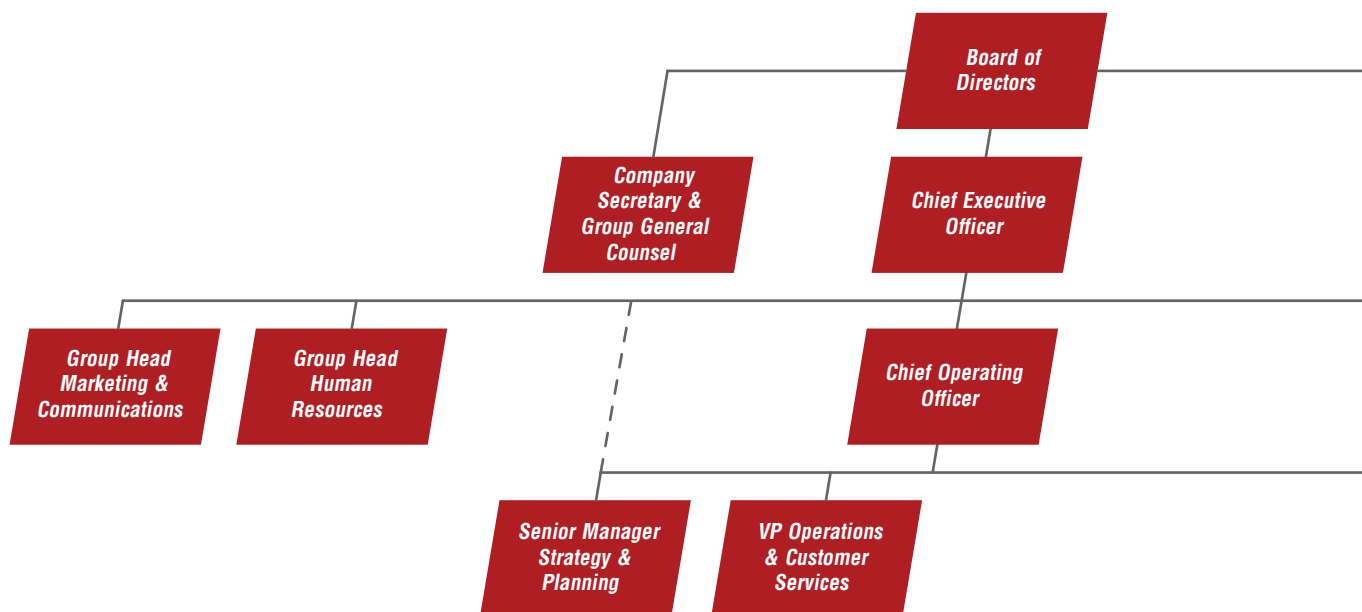 Board of
Directors
Company
Secretary &
Group General
Counsel
Chief Executive
Officer
Group Head
Marketing &
Communications
Group Head
Human
Resources
Chief Operating
Officer
Senior Manager
Strategy &
Planning
VP Operations
& Customer
Services